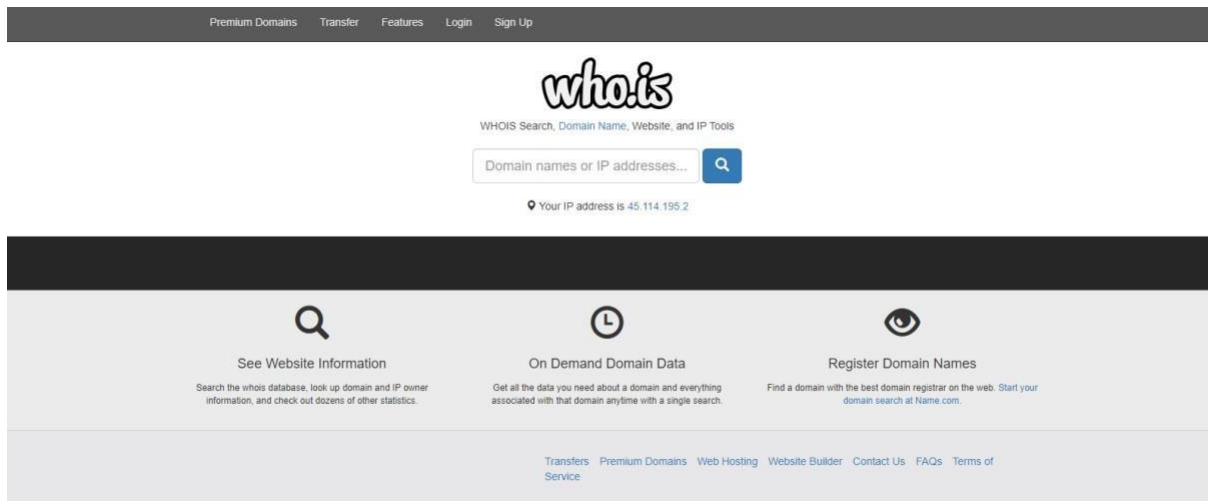 Premium Domains Transfer Features Login Sign Up
who.is
WHOIS Search, Domain Name, Website, and IP Tools
Domain names or IP addresses...
Your IP address is 45.114.195.2
See Website Information
Search the whois database, look up domain and IP owner
information, and check out dozens of other statistics.
On Demand Domain Data
Get all the data you need about a domain and everything
associated with that domain anytime with a single search.
Register Domain Names
Find a domain with the best domain registrar on the web. Start your
domain search at Name.com.
Transfers Premium Domains Web Hosting Website Builder Contact Us FAQs Terms of
Service